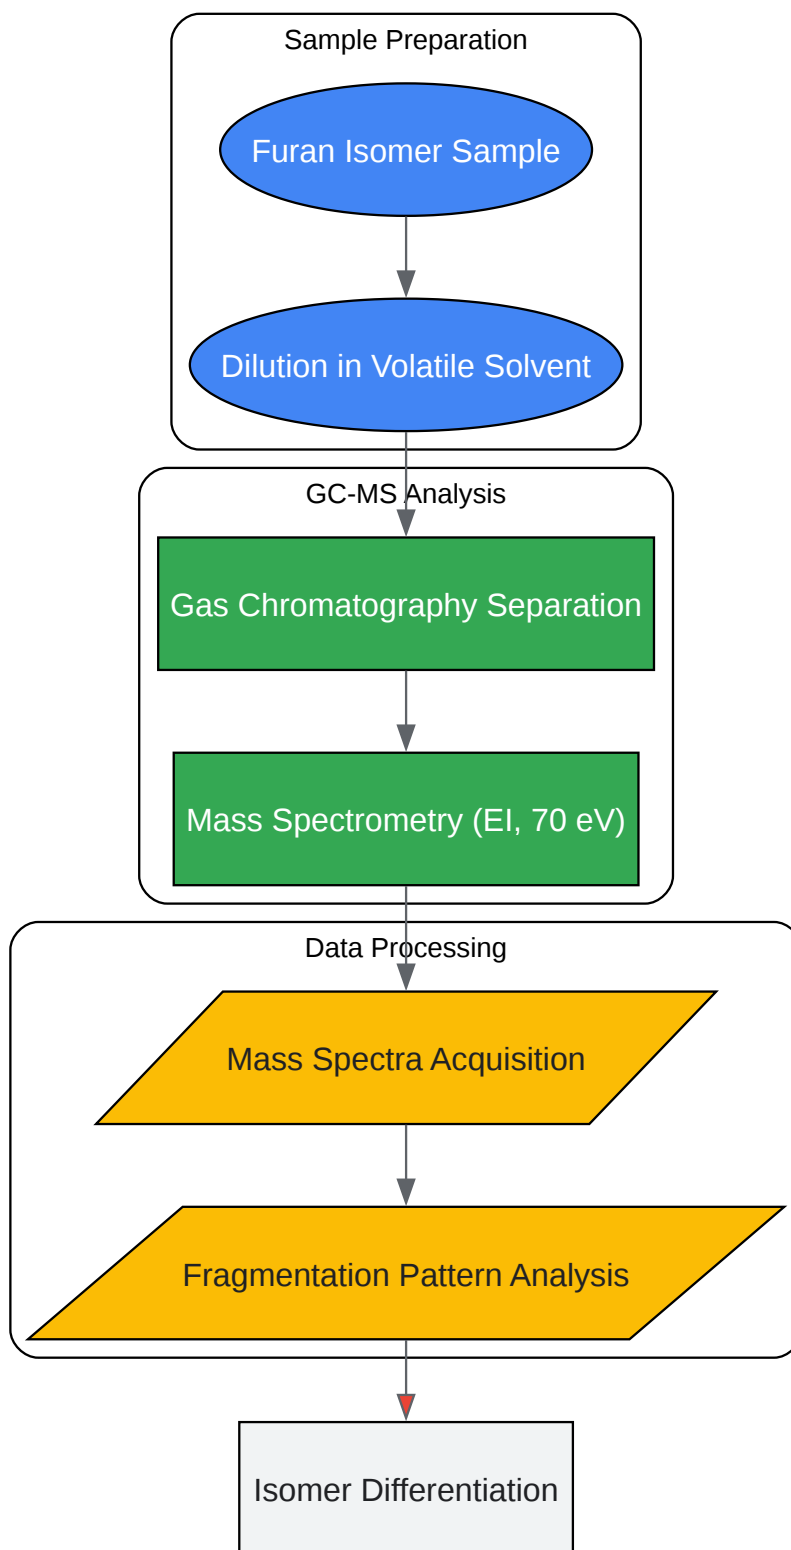 Sample Preparation
Furan Isomer Sample
Dilution in Volatile Solvent
GC-MS Analysis
Gas Chromatography Separation
Mass Spectrometry (EI, 70 eV)
Data Processing
Mass Spectra Acquisition
Fragmentation Pattern Analysis
Isomer Differentiation